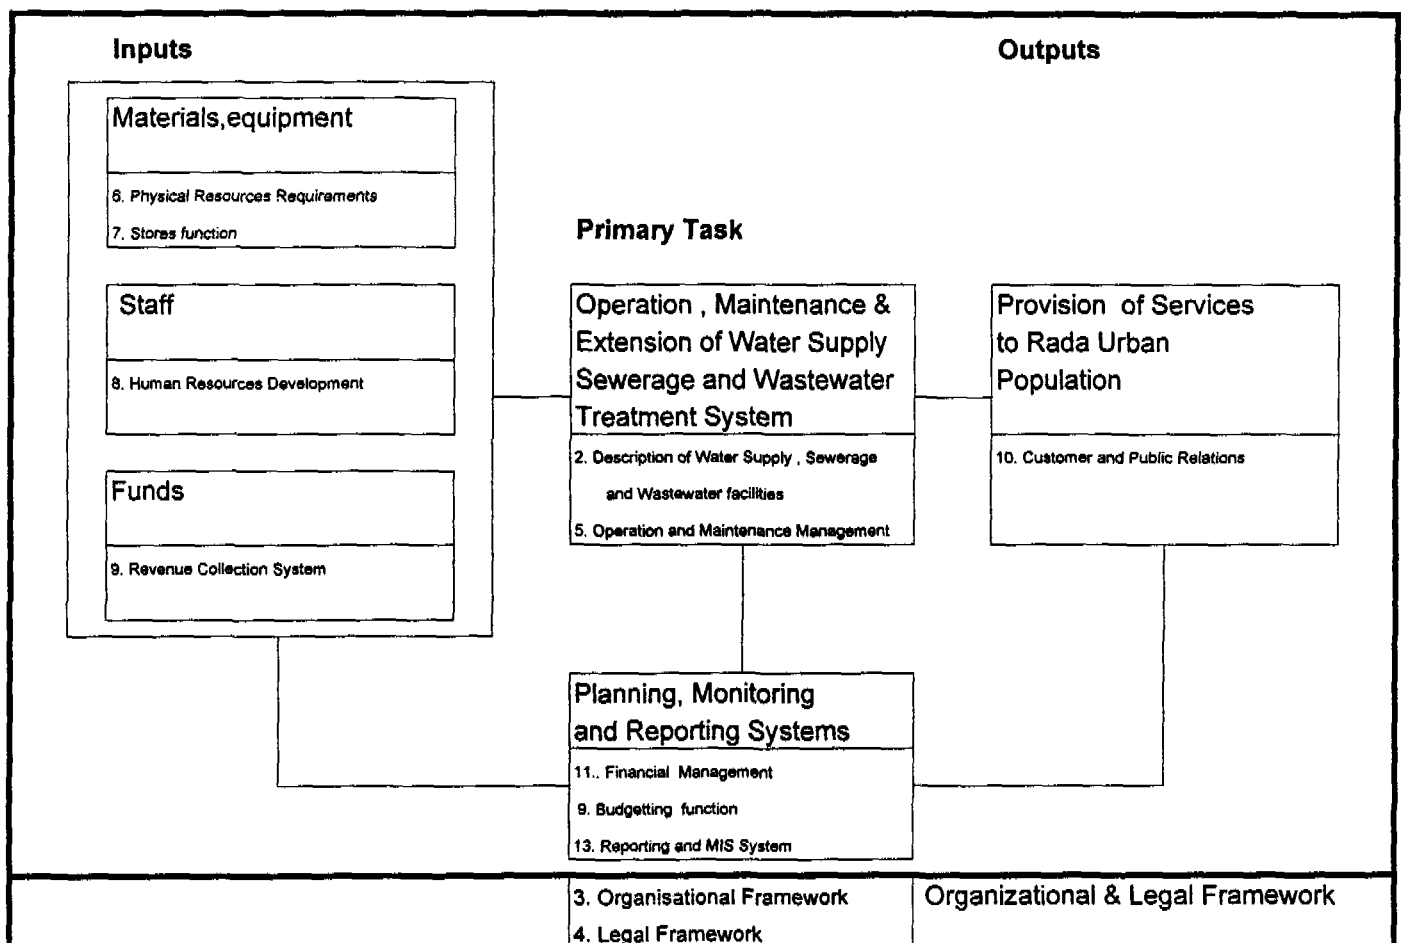 Inputs
Outputs
Materials,equipment
6. Physical Resources Requirements
7. Stores function
Staff
8. Human Resources Development
Funds
9. Revenue Collection System
Primary Task
Operation , Maintenance &
Extension of Water Supply
Sewerage and Wastewater
Treatment System
2. Description of Water Supply , Sewerage
and Wastewater facilities
5. Operation and Maintenance Management
Provision of Services
to Rada Urban
Population
10. Customer and Public Relations
Planning, Monitoring
and Reporting Systems
11.. Financial Management
9. Budgetting function
13. Reporting and MIS System
3. Organisational Framework
4. Legal Framework
Organizational & Legal Framework